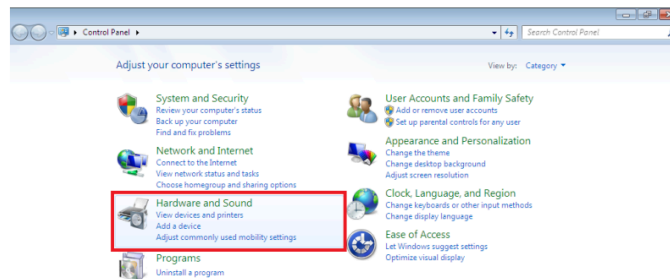 Control Panel
Search Control Panel
Adjust your computer's settings
View by: Category
System and Security
Review your computer's status
Back up your computer
Find and fix problems
Network and Internet
Connect to the Internet
View network status and tasks
Choose homegroup and sharing options
Hardware and Sound
View devices and printers
Add a device
Adjust commonly used mobility settings
Programs
Uninstall a program
User Accounts and Family Safety
Add or remove user accounts
Set up parental controls for any user
Appearance and Personalization
Change the theme
Change desktop background
Adjust screen resolution
Clock, Language, and Region
Change keyboards or other input methods
Change display language
Ease of Access
Let Windows suggest settings
Optimize visual display